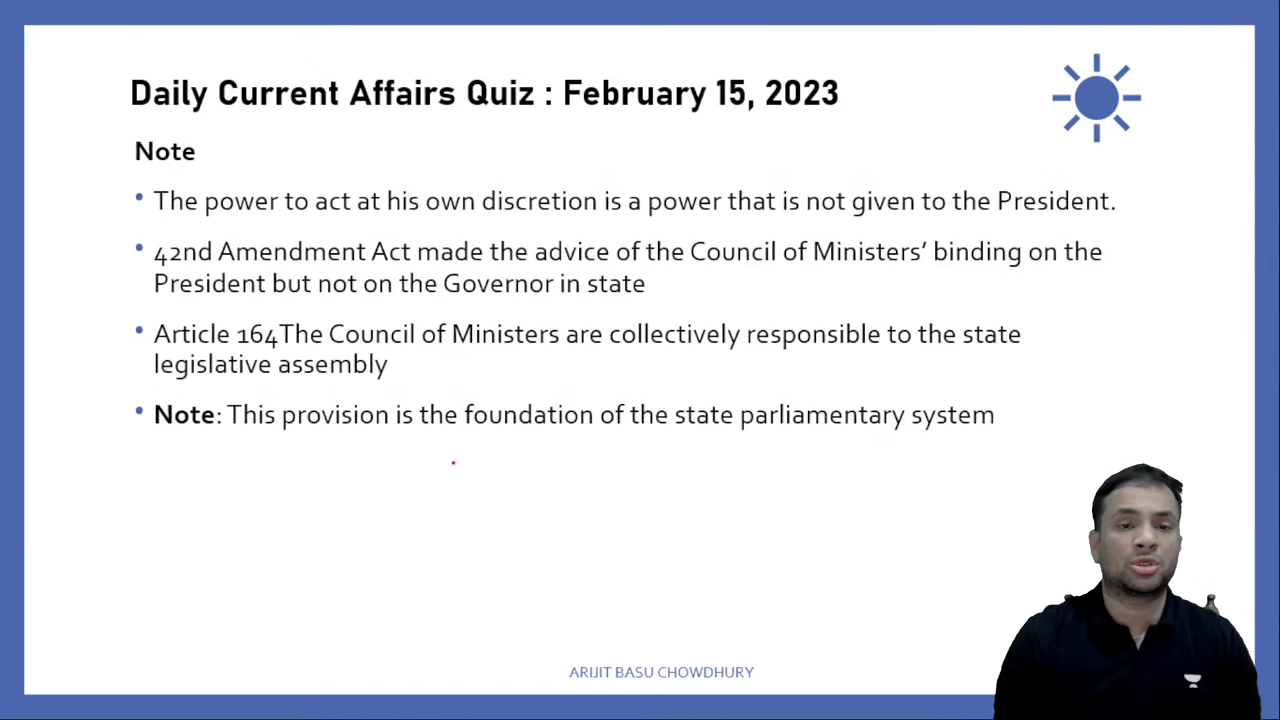 Daily Current Affairs Quiz : February 15, 2023
Note
• The power to act at his own discretion is a power that is not given to the President.
• 42nd Amendment Act made the advice of the Council of Ministers’ binding on the
President but not on the Governor in state
• Article 164The Council of Ministers are collectively responsible to the state
legislative assembly
• Note: This provision is the foundation of the state parliamentary system
ARIJIT BASU CHOWDHURY